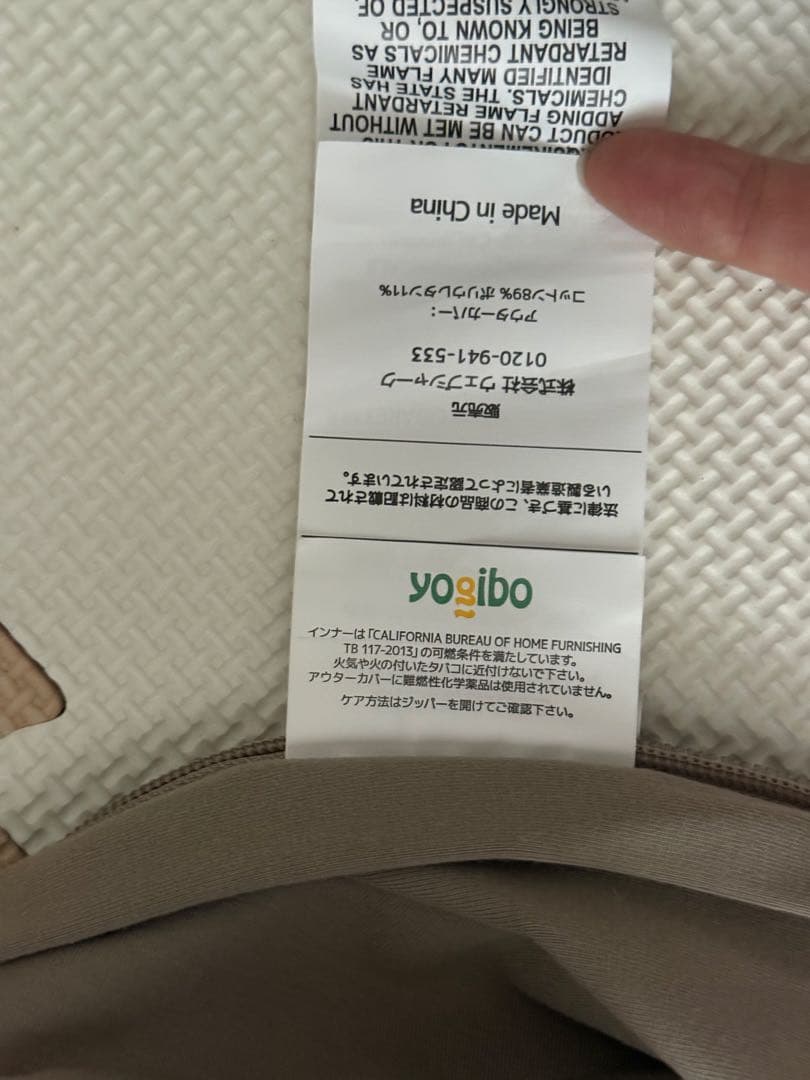 yogibo
インナーは「CALIFORNIA BUREAU OF HOME FURNISHING
TB 117-2013」の可燃条件を満たしています。
火気や火の付いたタバコに近付けないで下さい。
アウターカバーに難燃性化学薬品は使用されていません。
ケア方法はジッパーを開けてご確認下さい。
法律に基づき、この商品の材料は記載されて
いる製造業者によって認定されています。
販売元
株式会社 ウェブシャーク
0120-941-533
アウターカバー:
コットン89% ポリウレタン11%
Made in China
CAN BE MET WITHOUT
ADDING FLAME RETARDANT
CHEMICALS. THE STATE HAS
IDENTIFIED MANY FLAME
RETARDANT CHEMICALS AS
BEING KNOWN TO, OR
STRONGLY SUSPECTED OF,